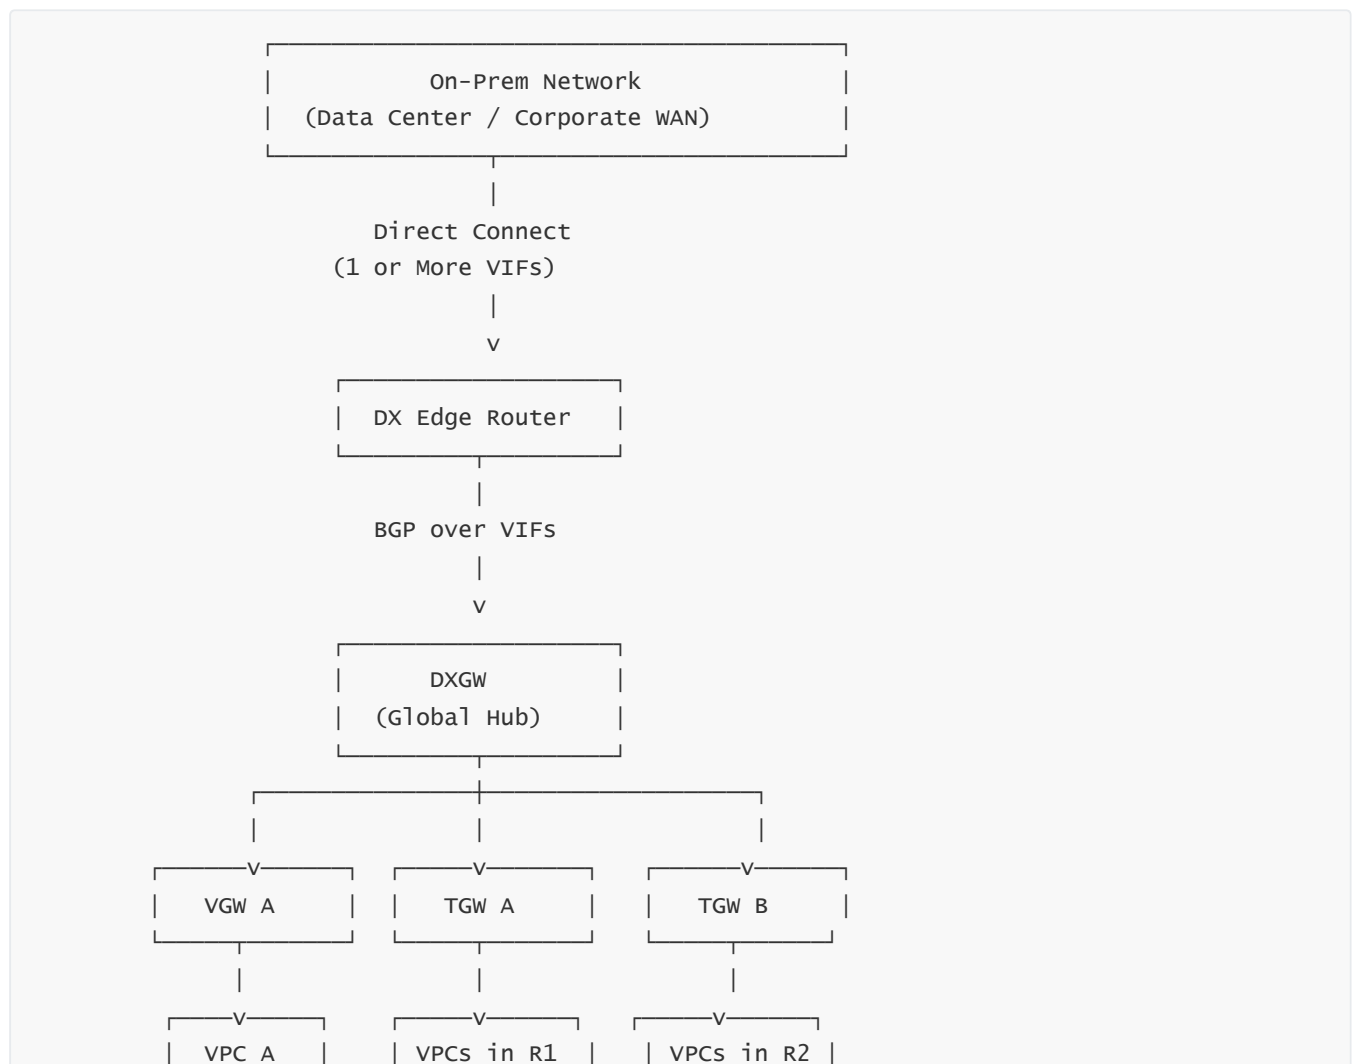 On-Prem Network
(Data Center / Corporate WAN)
Direct Connect
(1 or More VIFs)
v
DX Edge Router
BGP over VIFs
v
DXGW
(Global Hub)
v v v
VGW A TGW A TGW B
v v v
VPC A VPCs in R1 VPCs in R2